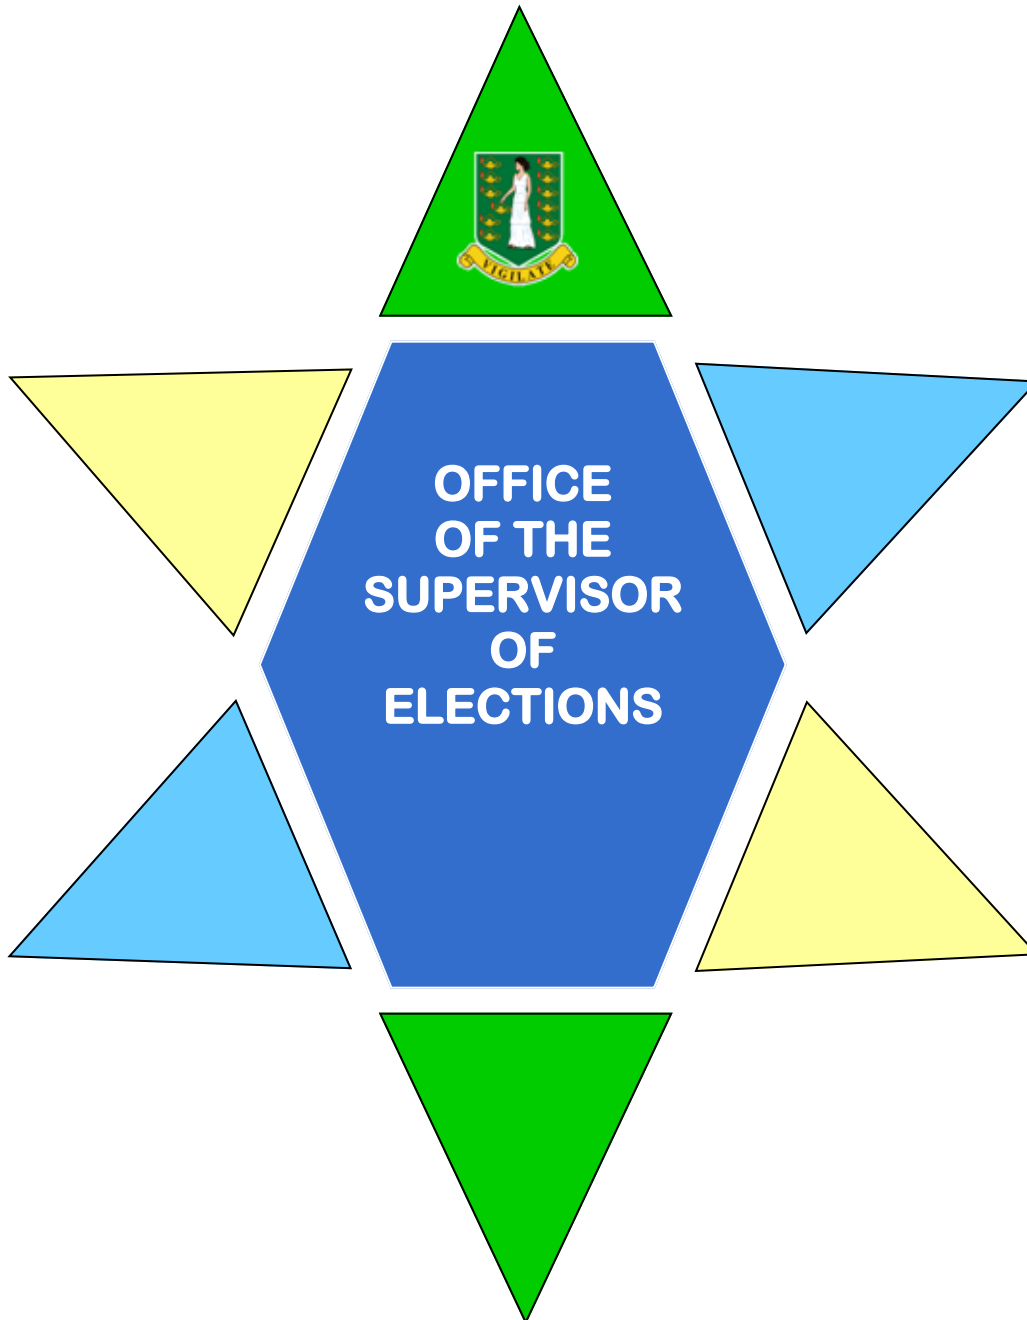 VIGILATE
OFFICE
OF THE
SUPERVISOR
OF
ELECTIONS